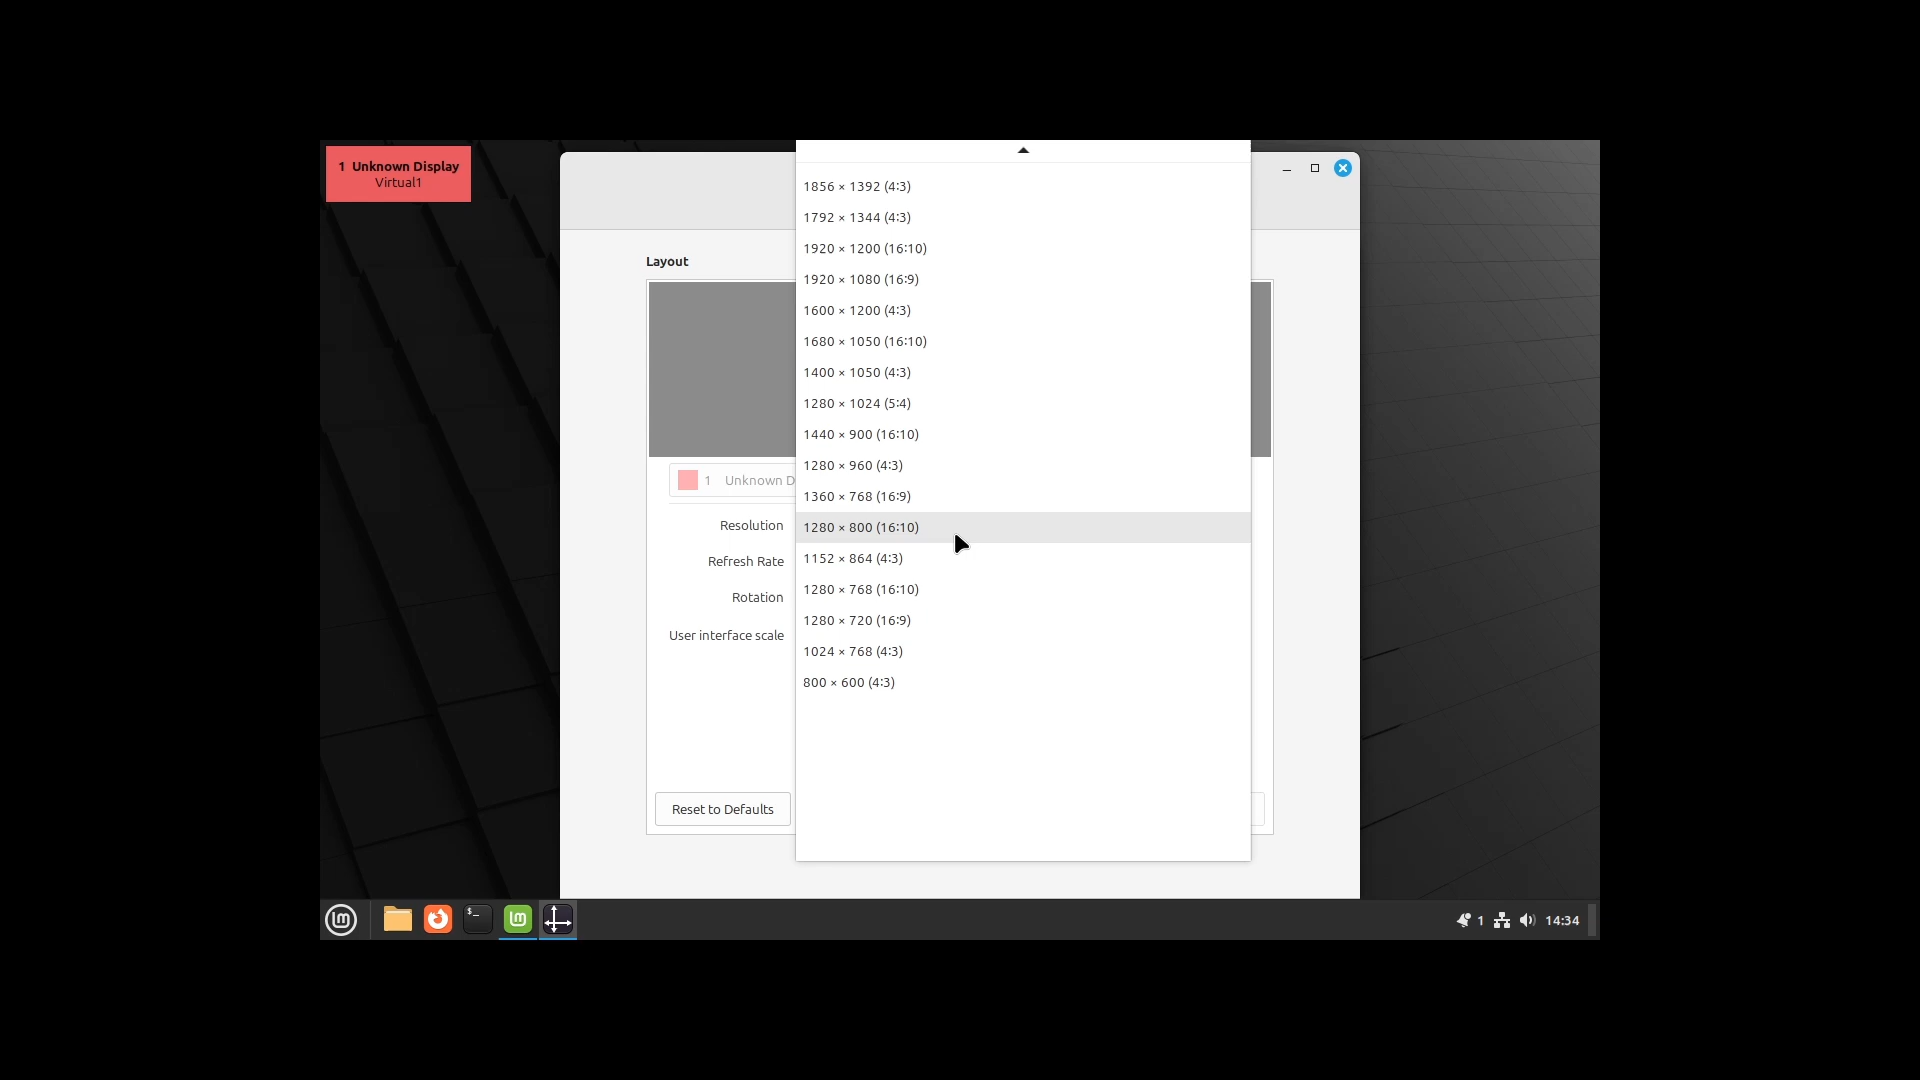 1 Unknown Display
Virtual1
Layout
1 Unknown D
Resolution
Refresh Rate
Rotation
User interface scale
Reset to Defaults
1856 × 1392 (4:3)
1792 × 1344 (4:3)
1920 × 1200 (16:10)
1920 × 1080 (16:9)
1600 × 1200 (4:3)
1680 × 1050 (16:10)
1400 × 1050 (4:3)
1280 × 1024 (5:4)
1440 × 900 (16:10)
1280 × 960 (4:3)
1360 × 768 (16:9)
1280 × 800 (16:10)
1152 × 864 (4:3)
1280 × 768 (16:10)
1280 × 720 (16:9)
1024 × 768 (4:3)
800 × 600 (4:3)
1 14:34